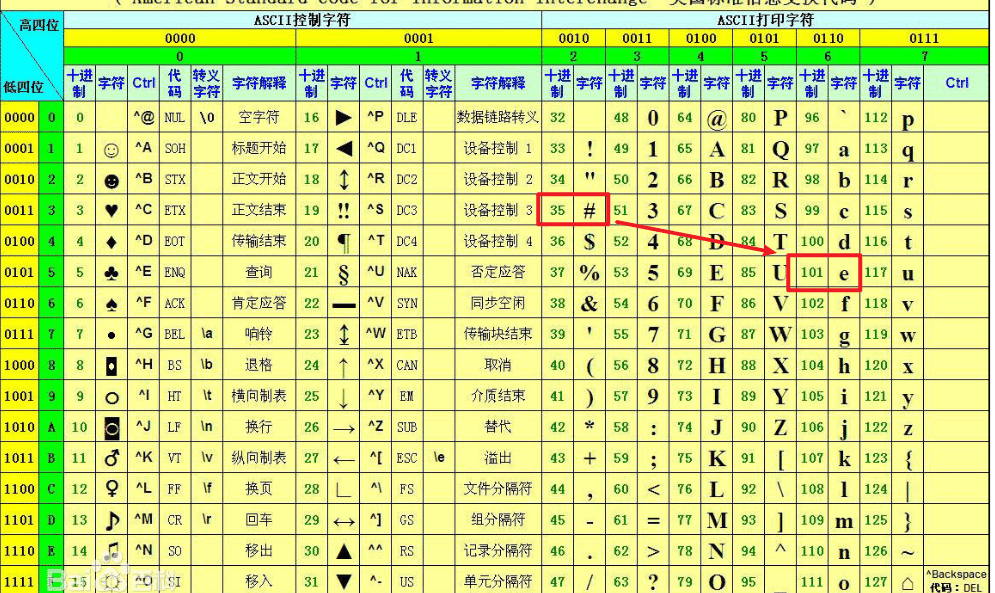 ( American Standard Code for Information Interchange 美国标准信息交换代码 )
高四位 ASCII控制字符 ASCII打印字符
0000 0001 0010 0011 0100 0101 0110 0111
0 1 2 3 4 5 6 7
低四位 十进制 字符 Ctrl 代码 转义字符 字符解释 十进制 字符 Ctrl 代码 转义字符 字符解释 十进制 字符 十进制 字符 十进制 字符 十进制 字符 十进制 字符 十进制 字符 Ctrl
0000 0 0 ^@ NUL \0 空字符 16 ► ^P DLE 数据链路转义 32 48 0 64 @ 80 P 96 ` 112 p
0001 1 1 ☺ ^A SOH 标题开始 17 ◄ ^Q DC1 设备控制 1 33 ! 49 1 65 A 81 Q 97 a 113 q
0010 2 2 ☻ ^B STX 正文开始 18 ↕ ^R DC2 设备控制 2 34 " 50 2 66 B 82 R 98 b 114 r
0011 3 3 ♥ ^C ETX 正文结束 19 ‼ ^S DC3 设备控制 3 35 # 51 3 67 C 83 S 99 c 115 s
0100 4 4 ♦ ^D EOT 传输结束 20 ¶ ^T DC4 设备控制 4 36 $ 52 4 68 D 84 T 100 d 116 t
0101 5 5 ♣ ^E ENQ 查询 21 § ^U NAK 否定应答 37 % 53 5 69 E 85 U 101 e 117 u
0110 6 6 ♠ ^F ACK 肯定应答 22 ▬ ^V SYN 同步空闲 38 & 54 6 70 F 86 V 102 f 118 v
0111 7 7 • ^G BEL \a 响铃 23 ↨ ^W ETB 传输块结束 39 ' 55 7 71 G 87 W 103 g 119 w
1000 8 8 ◘ ^H BS \b 退格 24 ↑ ^X CAN 取消 40 ( 56 8 72 H 88 X 104 h 120 x
1001 9 9 ○ ^I HT \t 横向制表 25 ↓ ^Y EM 介质结束 41 ) 57 9 73 I 89 Y 105 i 121 y
1010 A 10 ◙ ^J LF \n 换行 26 → ^Z SUB 替代 42 * 58 : 74 J 90 Z 106 j 122 z
1011 B 11 ♂ ^K VT \v 纵向制表 27 ← ^[ ESC \e 溢出 43 + 59 ; 75 K 91 [ 107 k 123 {
1100 C 12 ♀ ^L FF \f 换页 28 ∟ ^\ FS 文件分隔符 44 , 60 < 76 L 92 \ 108 l 124 |
1101 D 13 ♪ ^M CR \r 回车 29 ↔ ^] GS 组分隔符 45 - 61 = 77 M 93 ] 109 m 125 }
1110 E 14 ♫ ^N SO 移出 30 ▲ ^^ RS 记录分隔符 46 . 62 > 78 N 94 ^ 110 n 126 ~
1111 F 15 ☼ ^O SI 移入 31 ▼ ^- US 单元分隔符 47 / 63 ? 79 O 95 _ 111 o 127 ⌂ ^Backspace 代码：DEL